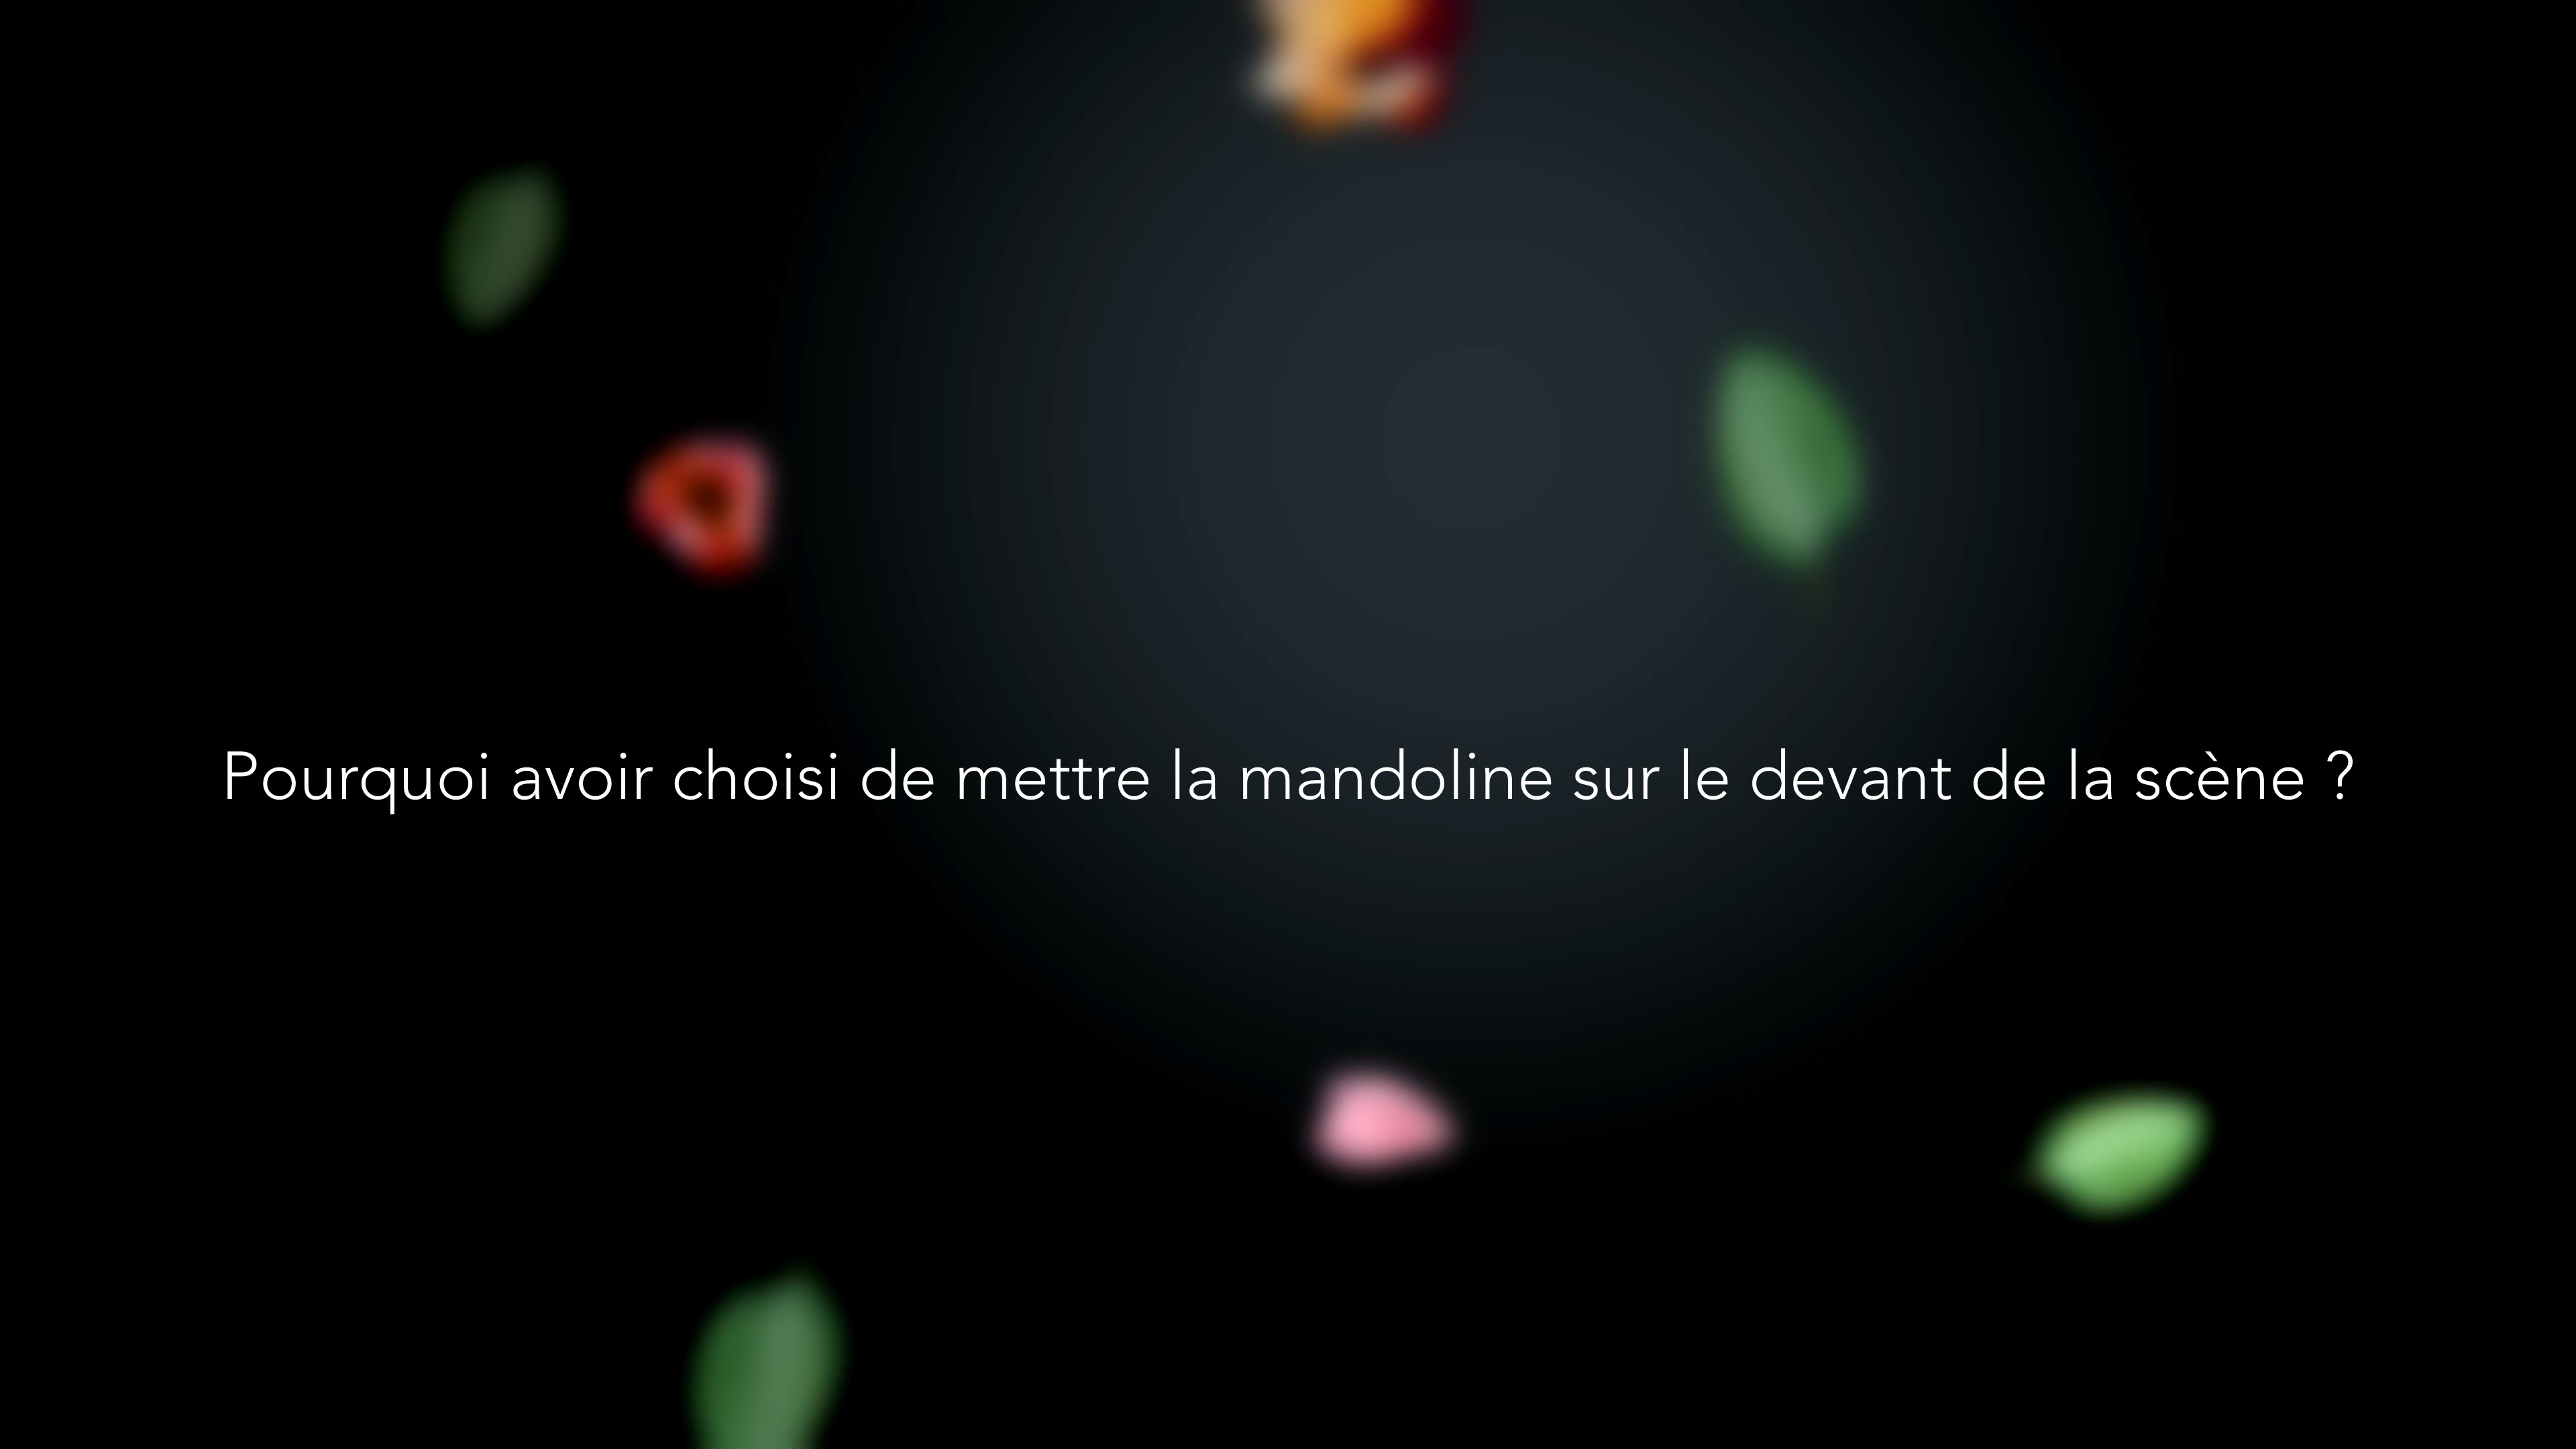 Pourquoi avoir choisi de mettre la mandoline sur le devant de la scène ?